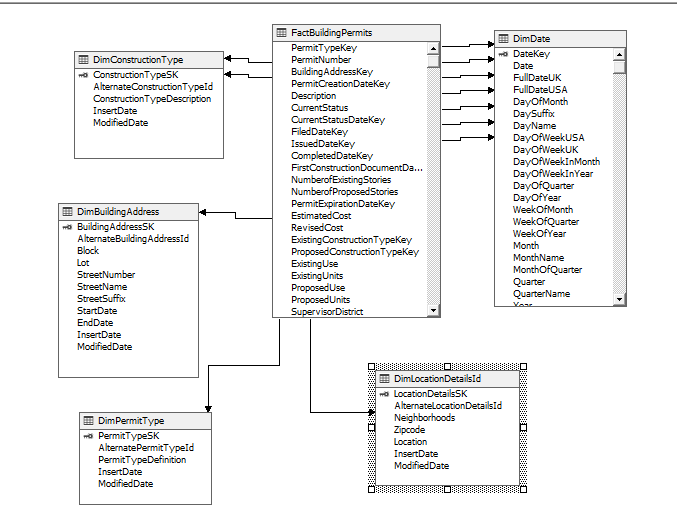 FactBuildingPermits
PermitTypeKey
PermitNumber
BuildingAddressKey
PermitCreationDateKey
Description
CurrentStatus
CurrentStatusDateKey
FiledDateKey
IssuedDateKey
CompletedDateKey
FirstConstructionDocumentDa...
NumberofExistingStories
NumberofProposedStories
PermitExpirationDateKey
EstimatedCost
RevisedCost
ExistingConstructionTypeKey
ProposedConstructionTypeKey
ExistingUse
ExistingUnits
ProposedUse
ProposedUnits
SupervisorDistrict
DimDate
DateKey
Date
FullDateUK
FullDateUSA
DayOfMonth
DaySuffix
DayName
DayOfWeekUSA
DayOfWeekUK
DayOfWeekInMonth
DayOfWeekInYear
DayOfQuarter
DayOfYear
WeekOfMonth
WeekOfQuarter
WeekOfYear
Month
MonthName
MonthOfQuarter
Quarter
QuarterName
Year
DimConstructionType
ConstructionTypeSK
AlternateConstructionTypeId
ConstructionTypeDescription
InsertDate
ModifiedDate
DimBuildingAddress
BuildingAddressSK
AlternateBuildingAddressId
Block
Lot
StreetNumber
StreetName
StreetSuffix
StartDate
EndDate
InsertDate
ModifiedDate
DimPermitType
PermitTypeSK
AlternatePermitTypeId
PermitTypeDefinition
InsertDate
ModifiedDate
DimLocationDetailsId
LocationDetailsSK
AlternateLocationDetailsId
Neighborhoods
Zipcode
Location
InsertDate
ModifiedDate